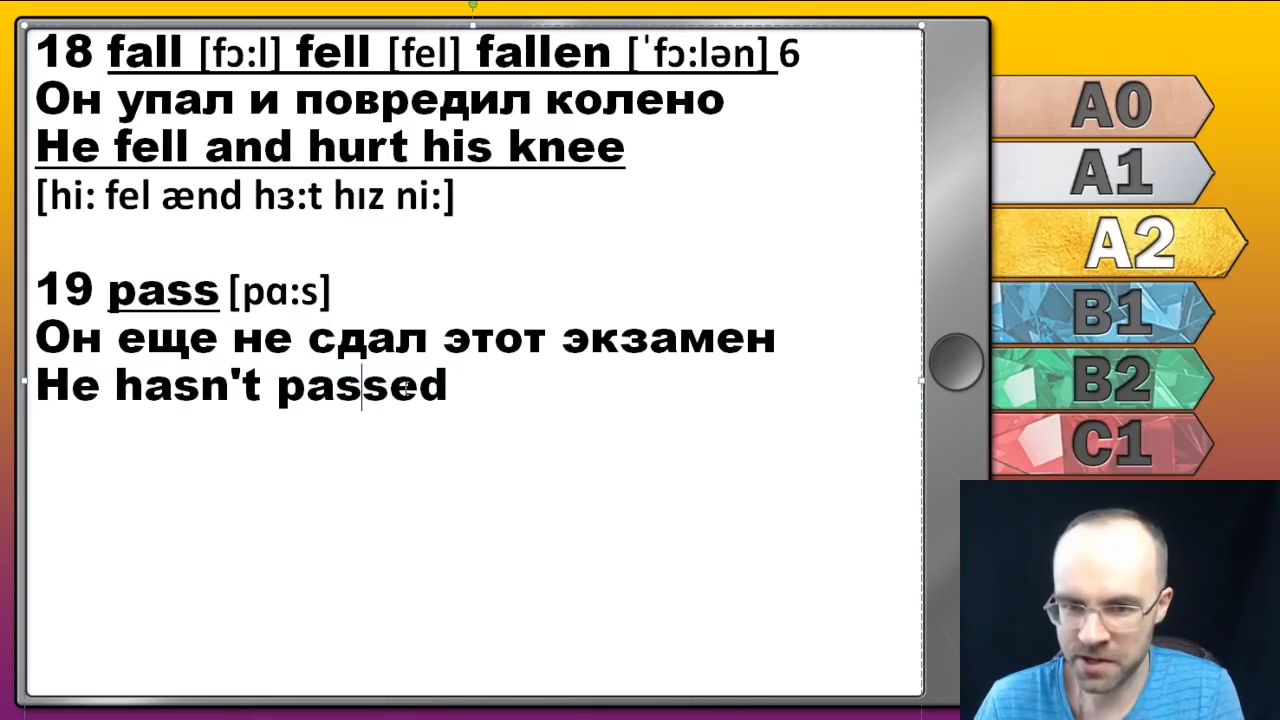 18 fall [fɔ:l] fell [fel] fallen [ˈfɔ:lən] 6
Он упал и повредил колено
He fell and hurt his knee
[hi: fel ænd hɜ:t hɪz ni:]
19 pass [pɑ:s]
Он еще не сдал этот экзамен
He hasn't passed
A0
A1
A2
B1
B2
C1